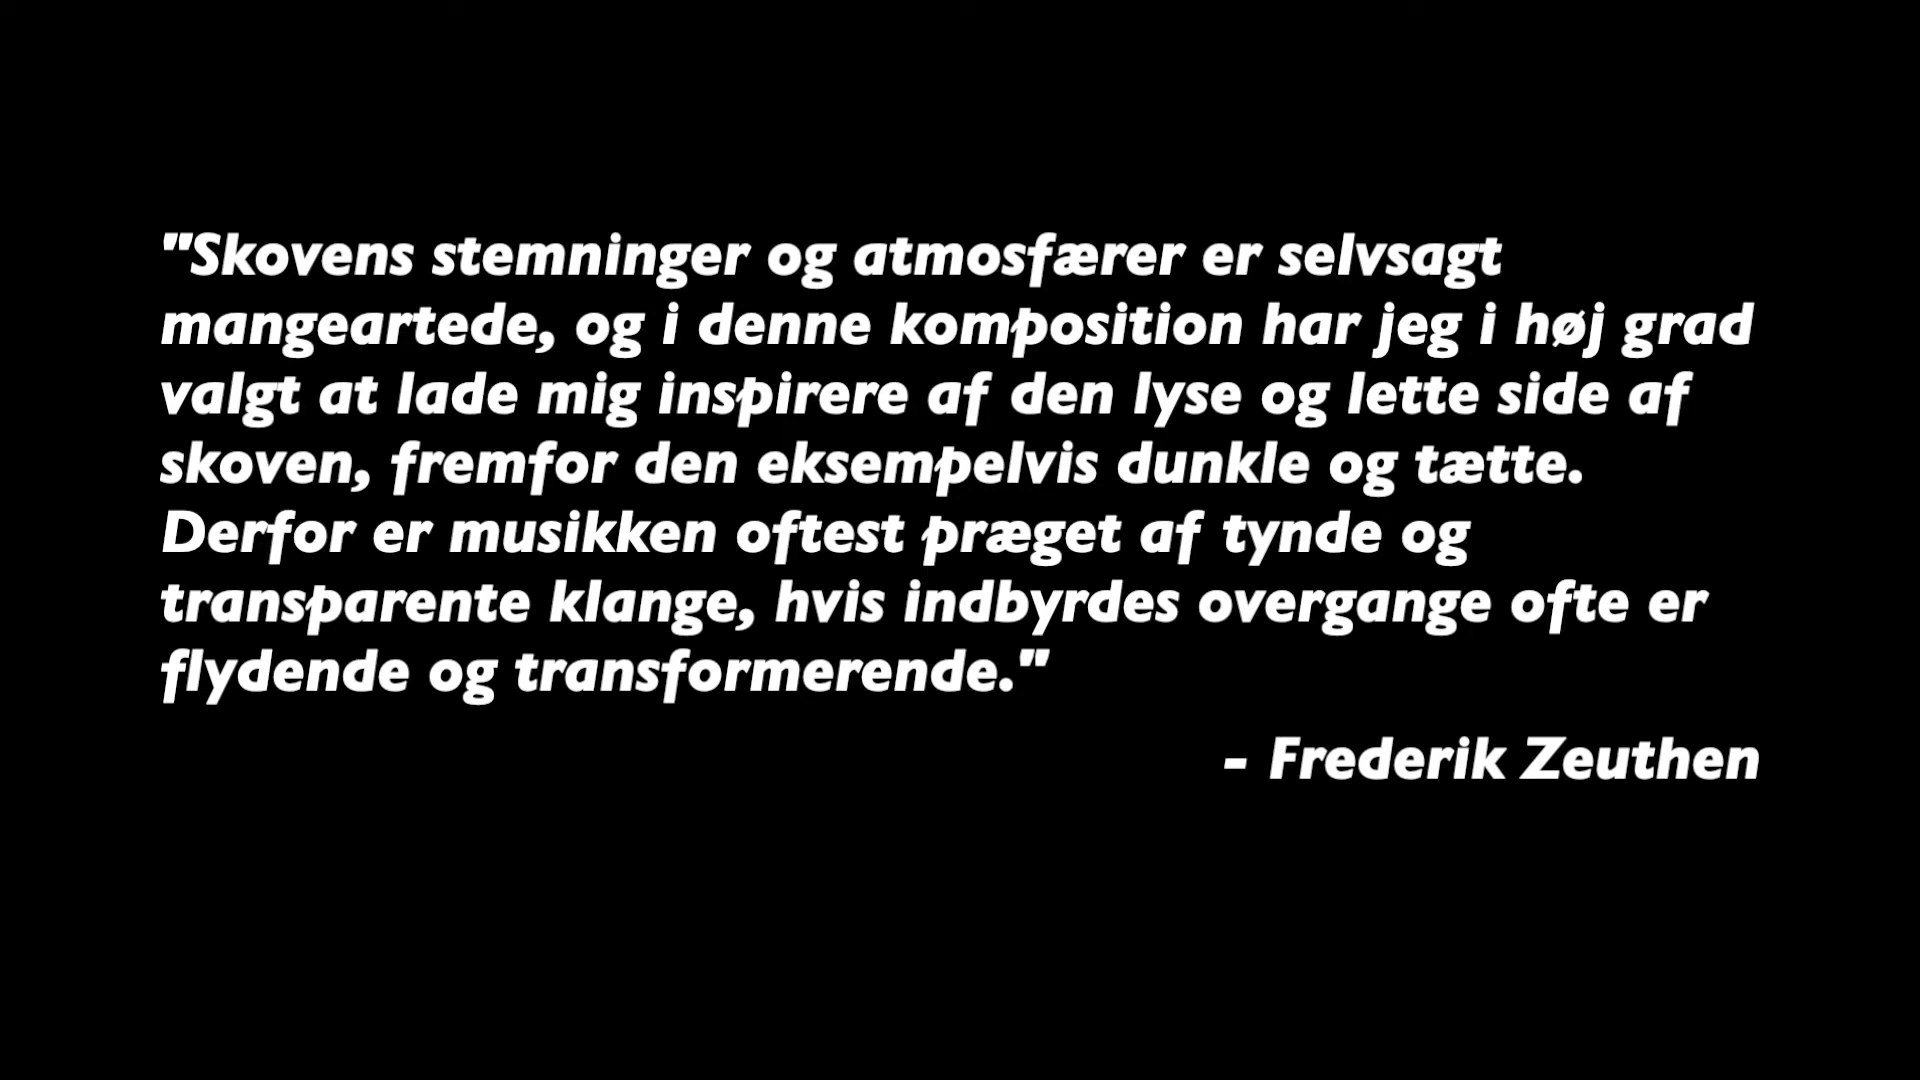 "Skovens stemninger og atmosfærer er selvsagt
mangeartede, og i denne komposition har jeg i høj grad
valgt at lade mig inspirere af den lyse og lette side af
skoven, fremfor den eksempelvis dunkle og tætte.
Derfor er musikken oftest præget af tynde og
transparente klange, hvis indbyrdes overgange ofte er
flydende og transformerende."
- Frederik Zeuthen